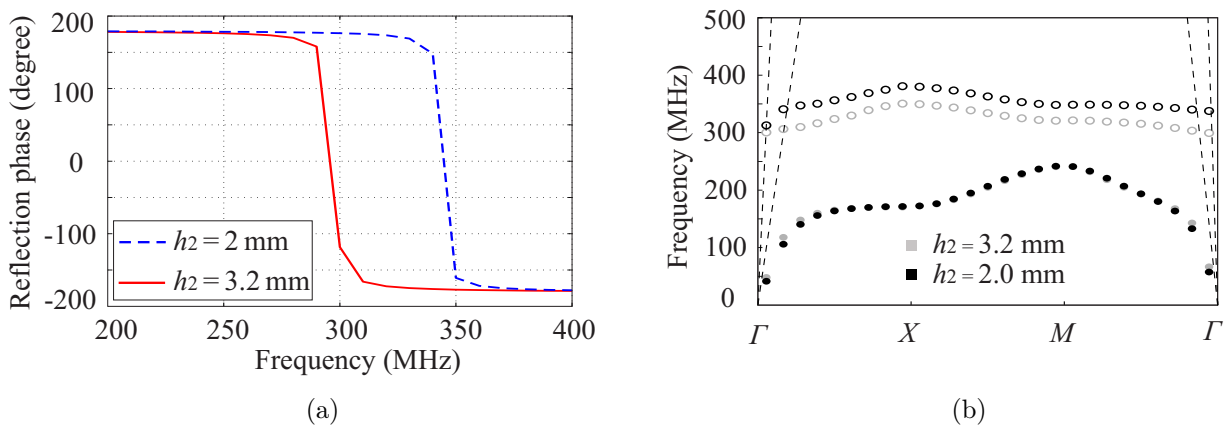 200
100
0
-100
-200
Reflection phase (degree)
h2 = 2 mm
h2 = 3.2 mm
200 250 300 350 400
Frequency (MHz)
(a)
500
400
300
200
100
0
Frequency (MHz)
h2 = 3.2 mm
h2 = 2.0 mm
Γ X M Γ
(b)